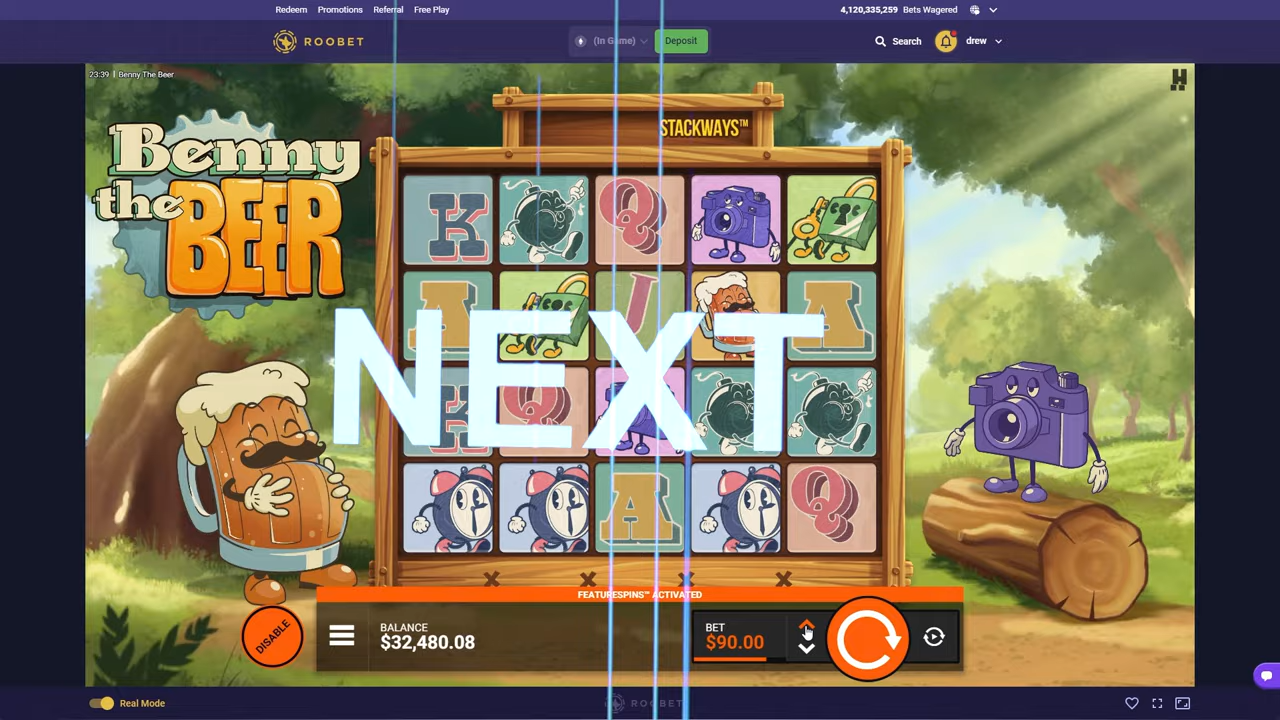 Redeem Promotions Referral Free Play
4,120,335,259 Bets Wagered
ROOBET
(In Game)
Deposit
Search
drew
23:39 | Benny The Beer
Benny
the BEER
STACKWAYS™
K Q
A J A
K Q
A Q
NEXT
FEATURESPINS™ ACTIVATED
DISABLE
BALANCE
$32,480.08
BET
$90.00
Real Mode
ROOBET